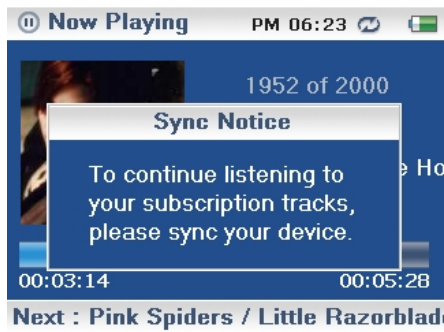 Now Playing PM 06:23
1952 of 2000
Sync Notice
To continue listening to
your subscription tracks,
please sync your device.
00:03:14 00:05:28
Next : Pink Spiders / Little